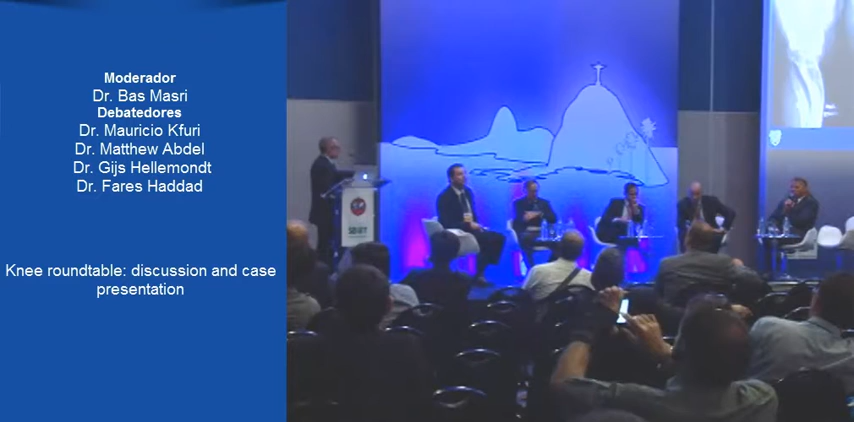 Moderador
Dr. Bas Masri
Debatedores
Dr. Mauricio Kfuri
Dr. Matthew Abdel
Dr. Gijs Hellemondt
Dr. Fares Haddad
Knee roundtable: discussion and case
presentation